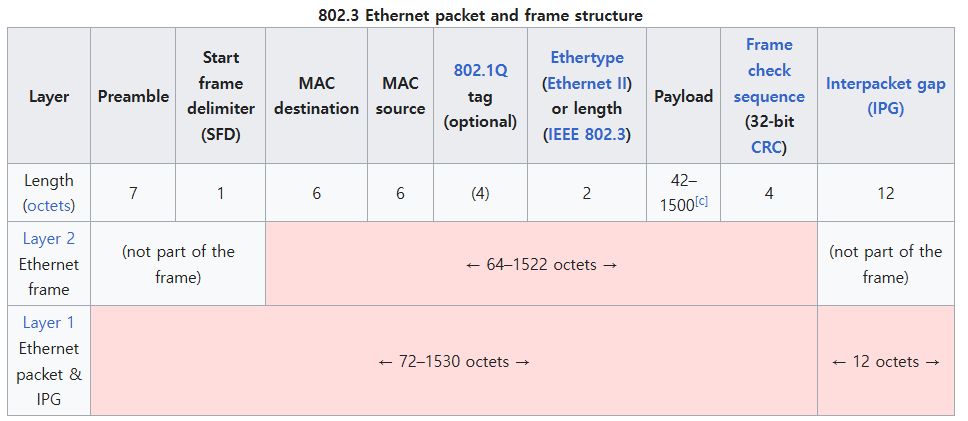 802.3 Ethernet packet and frame structure
Layer
Preamble
Start
frame
delimiter
(SFD)
MAC
destination
MAC
source
802.1Q
tag
(optional)
Ethertype
(Ethernet II)
or length
(IEEE 802.3)
Payload
Frame
check
sequence
(32-bit
CRC)
Interpacket gap
(IPG)
Length
(octets)
7
1
6
6
(4)
2
42–
1500[c]
4
12
Layer 2
Ethernet
frame
(not part of the
frame)
← 64–1522 octets →
(not part of the
frame)
Layer 1
Ethernet
packet &
IPG
← 72–1530 octets →
← 12 octets →